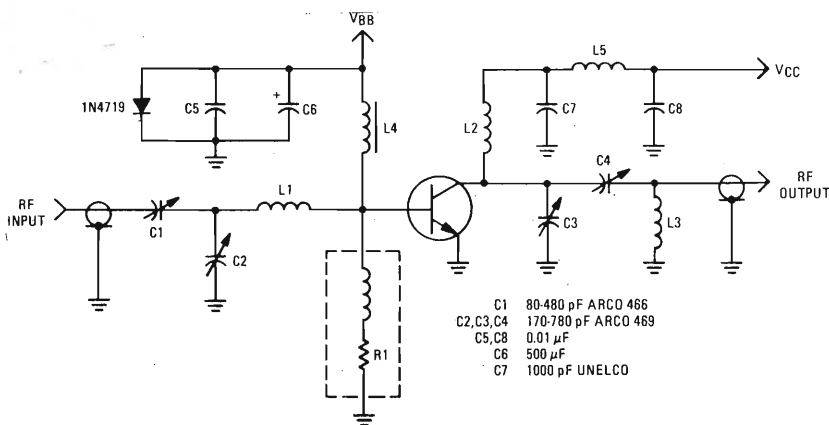 VBB
L5
VCC
1N4719
C5
+
C6
L4
L2
C7
C8
L1
C4
RF
INPUT
C1
C2
C3
L3
RF
OUTPUT
R1
C1 80-480 pF ARCO 466
C2,C3,C4 170-780 pF ARCO 469
C5,C8 0.01 μF
C6 500 μF
C7 1000 pF UNELCO